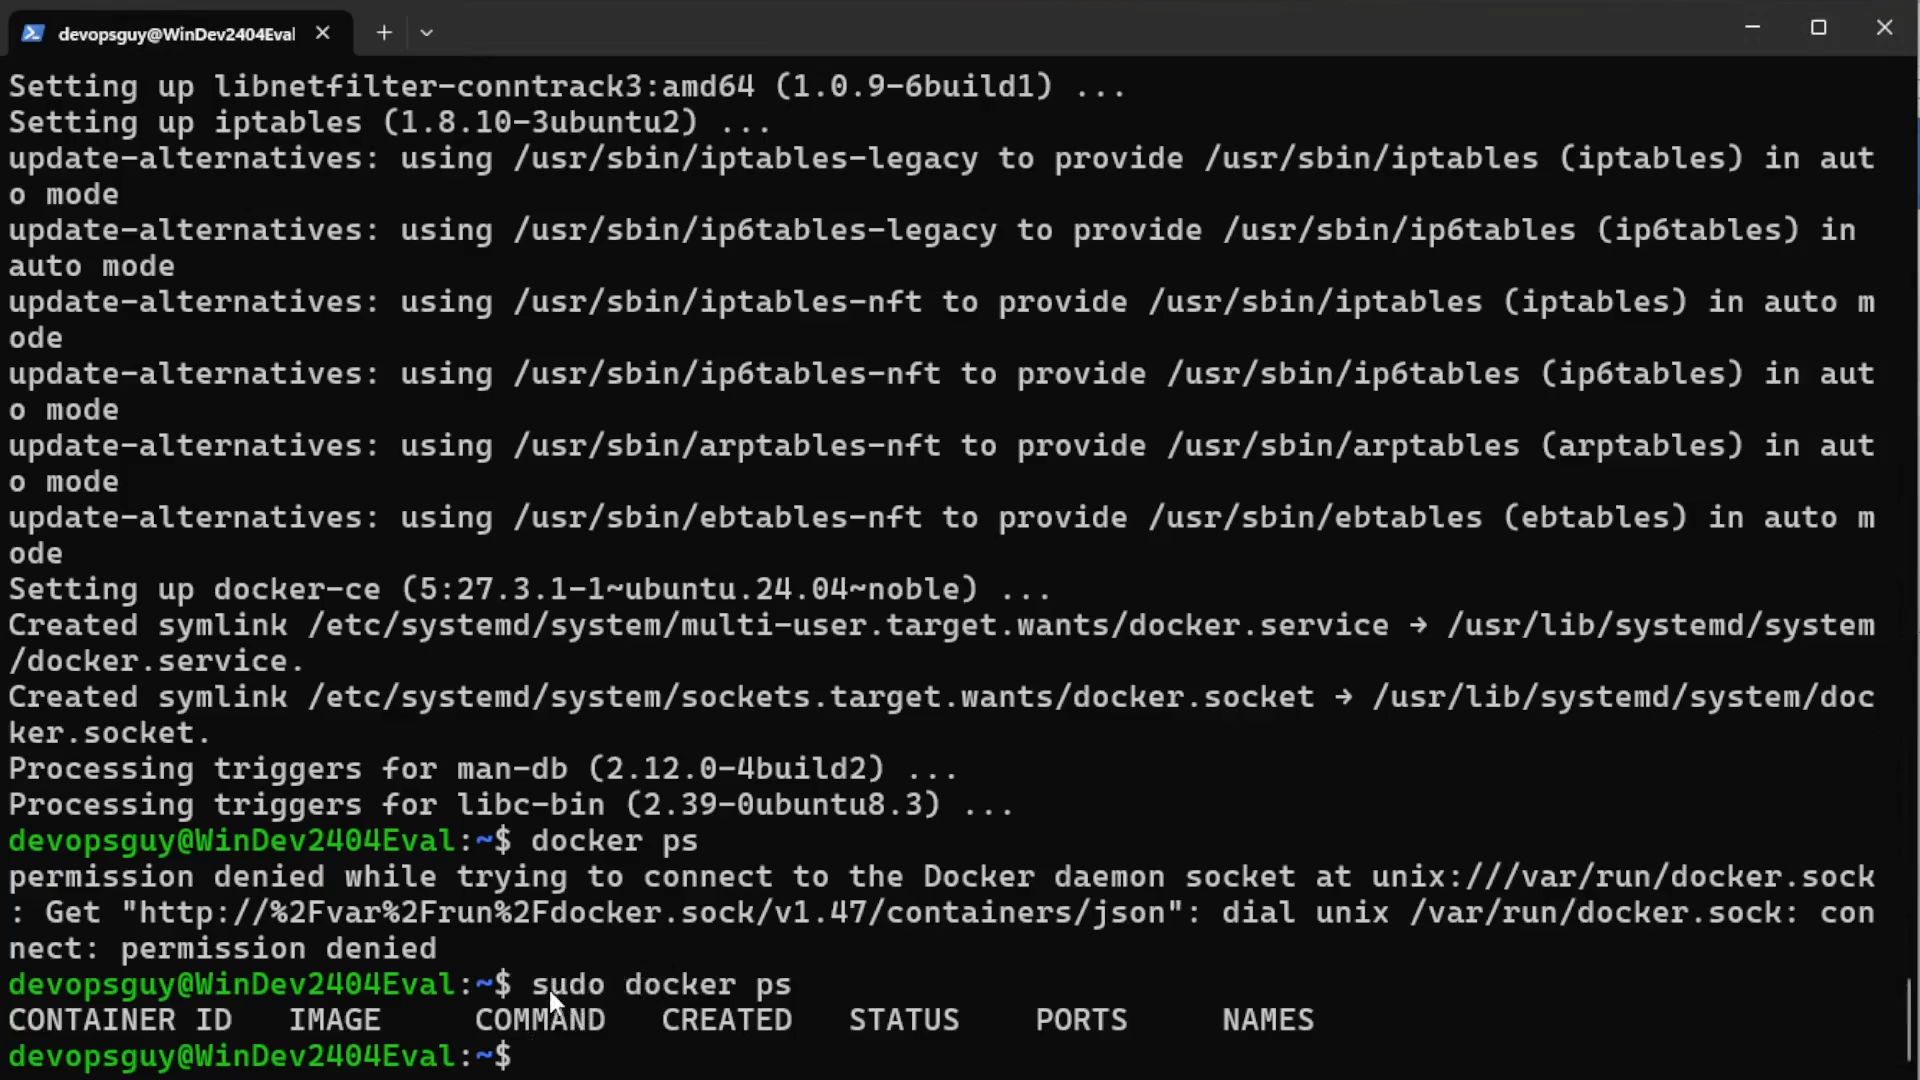 devopsguy@WinDev2404Eval
Setting up libnetfilter-conntrack3:amd64 (1.0.9-6build1) ...
Setting up iptables (1.8.10-3ubuntu2) ...
update-alternatives: using /usr/sbin/iptables-legacy to provide /usr/sbin/iptables (iptables) in aut
o mode
update-alternatives: using /usr/sbin/ip6tables-legacy to provide /usr/sbin/ip6tables (ip6tables) in
auto mode
update-alternatives: using /usr/sbin/iptables-nft to provide /usr/sbin/iptables (iptables) in auto m
ode
update-alternatives: using /usr/sbin/ip6tables-nft to provide /usr/sbin/ip6tables (ip6tables) in aut
o mode
update-alternatives: using /usr/sbin/arptables-nft to provide /usr/sbin/arptables (arptables) in aut
o mode
update-alternatives: using /usr/sbin/ebtables-nft to provide /usr/sbin/ebtables (ebtables) in auto m
ode
Setting up docker-ce (5:27.3.1-1~ubuntu.24.04~noble) ...
Created symlink /etc/systemd/system/multi-user.target.wants/docker.service → /usr/lib/systemd/system
/docker.service.
Created symlink /etc/systemd/system/sockets.target.wants/docker.socket → /usr/lib/systemd/system/doc
ker.socket.
Processing triggers for man-db (2.12.0-4build2) ...
Processing triggers for libc-bin (2.39-0ubuntu8.3) ...
devopsguy@WinDev2404Eval:~$ docker ps
permission denied while trying to connect to the Docker daemon socket at unix:///var/run/docker.sock
: Get "http://%2Fvar%2Frun%2Fdocker.sock/v1.47/containers/json": dial unix /var/run/docker.sock: con
nect: permission denied
devopsguy@WinDev2404Eval:~$ sudo docker ps
CONTAINER ID   IMAGE     COMMAND   CREATED   STATUS    PORTS     NAMES
devopsguy@WinDev2404Eval:~$